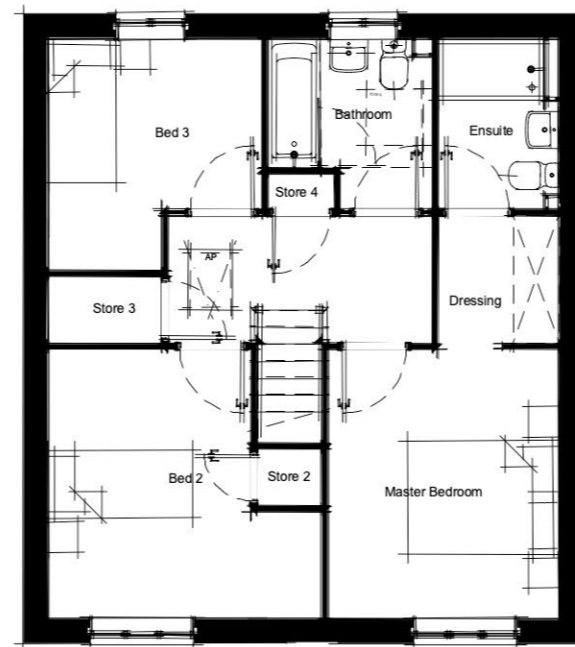 Bed 3
Bathroom
Ensuite
Store 4
AP
Store 3
Dressing
Bed 2
Store 2
Master Bedroom